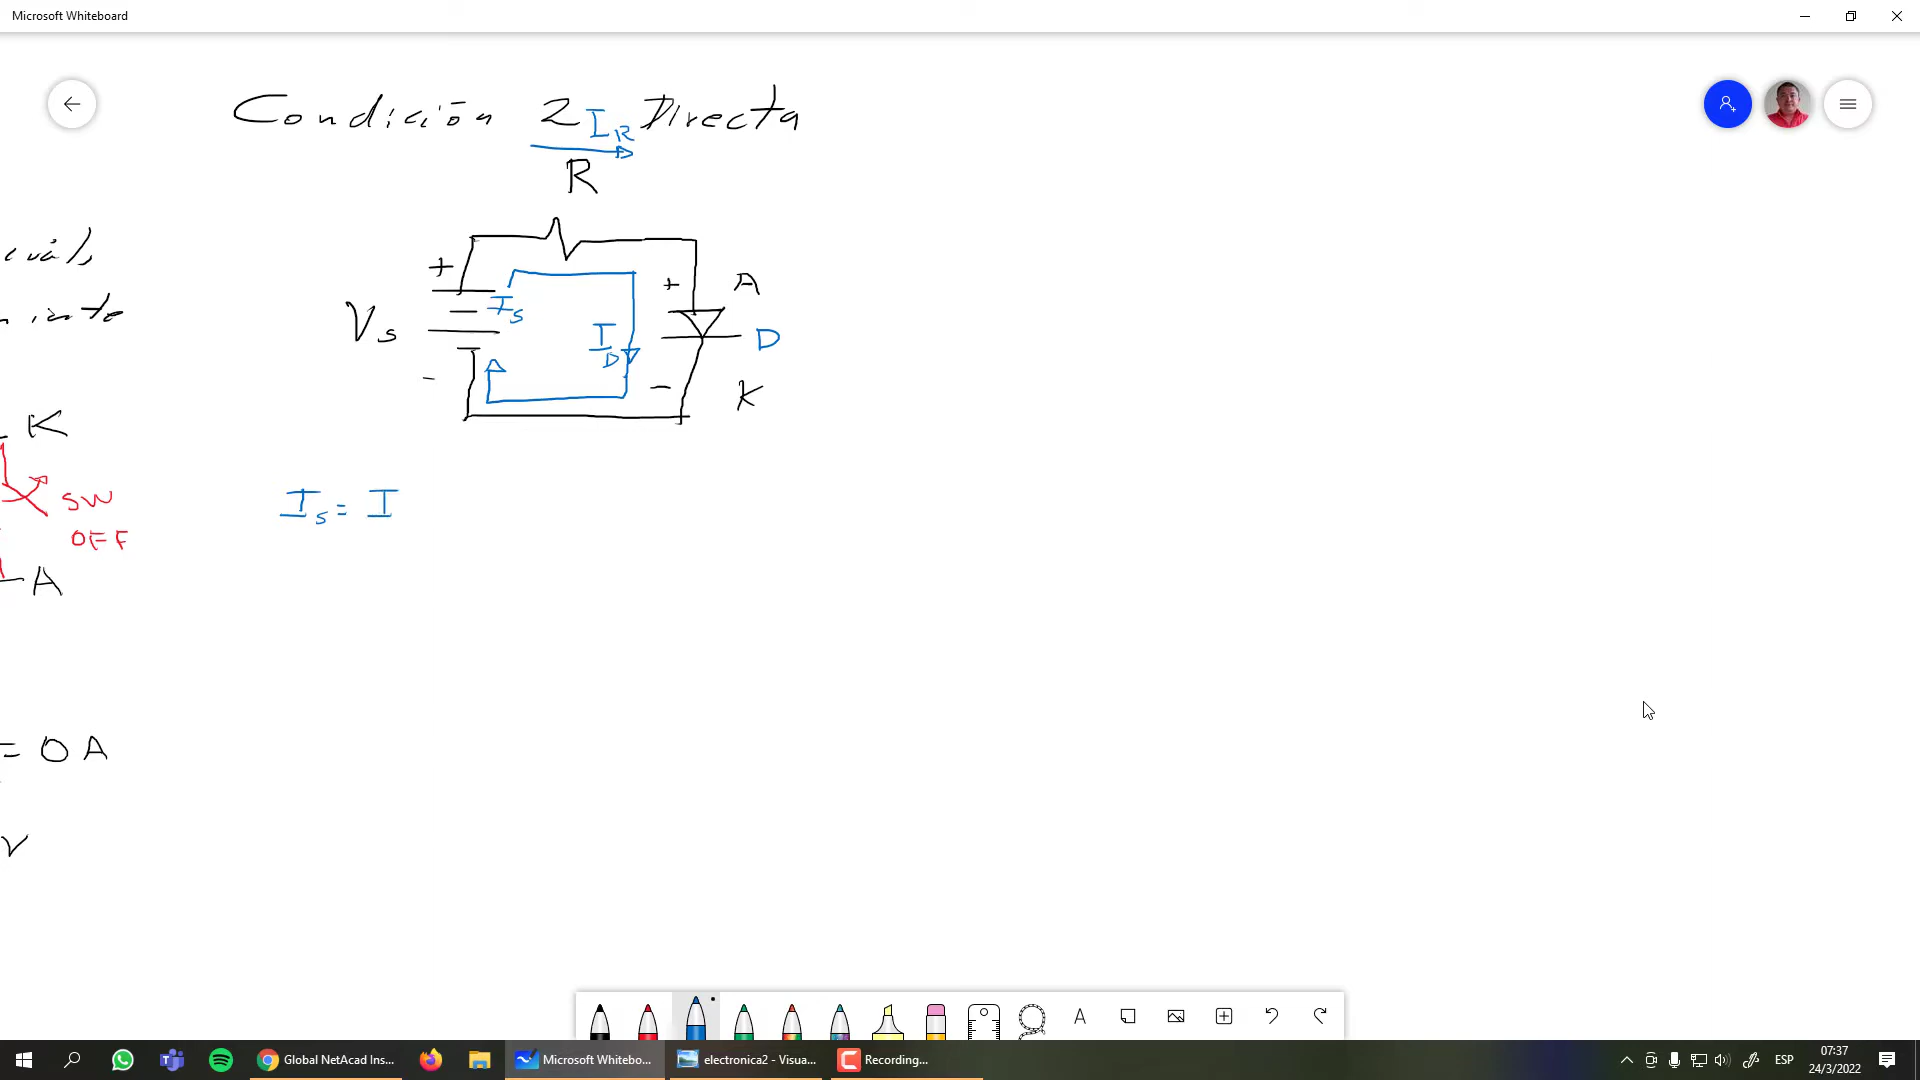 Microsoft Whiteboard
Condición 2 Directa
I_R
R
+
+ A
I_S
V_S
I_D
D
-
- K
K
SW
OFF
A
I_S = I
= 0 A
V
A
Global NetAcad Ins...
Microsoft Whitebo...
electronica2 - Visua...
Recording...
ESP
07:37
24/3/2022